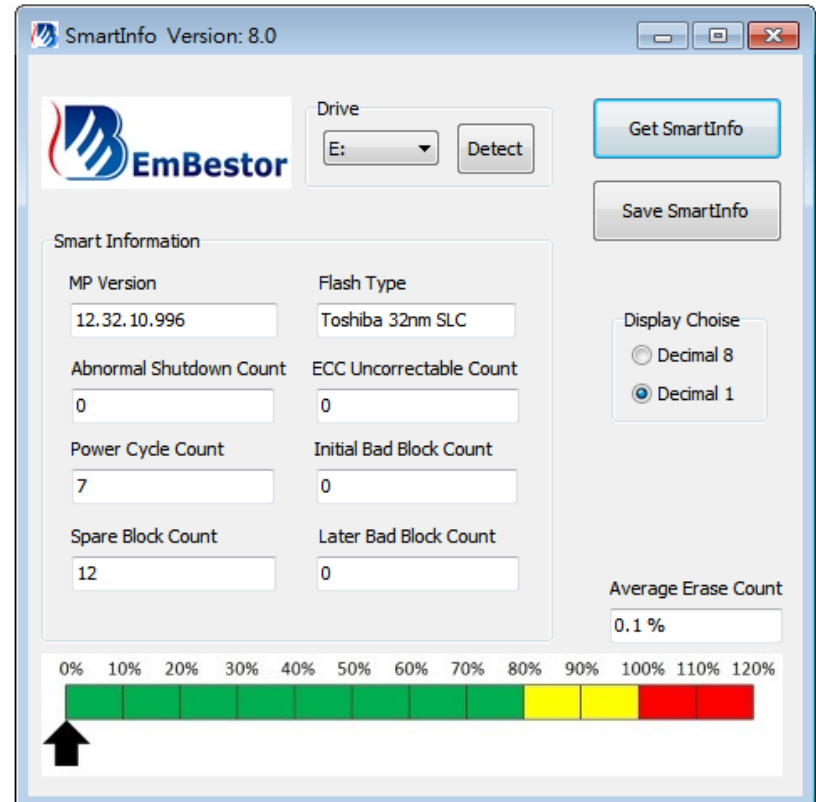 SmartInfo Version: 8.0
EmBestor
Drive
E:
Detect
Get SmartInfo
Save SmartInfo
Smart Information
MP Version
Flash Type
12.32.10.996
Toshiba 32nm SLC
Abnormal Shutdown Count
ECC Uncorrectable Count
0
0
Power Cycle Count
Initial Bad Block Count
7
0
Spare Block Count
Later Bad Block Count
12
0
Display Choise
Decimal 8
Decimal 1
Average Erase Count
0.1 %
0% 10% 20% 30% 40% 50% 60% 70% 80% 90% 100% 110% 120%